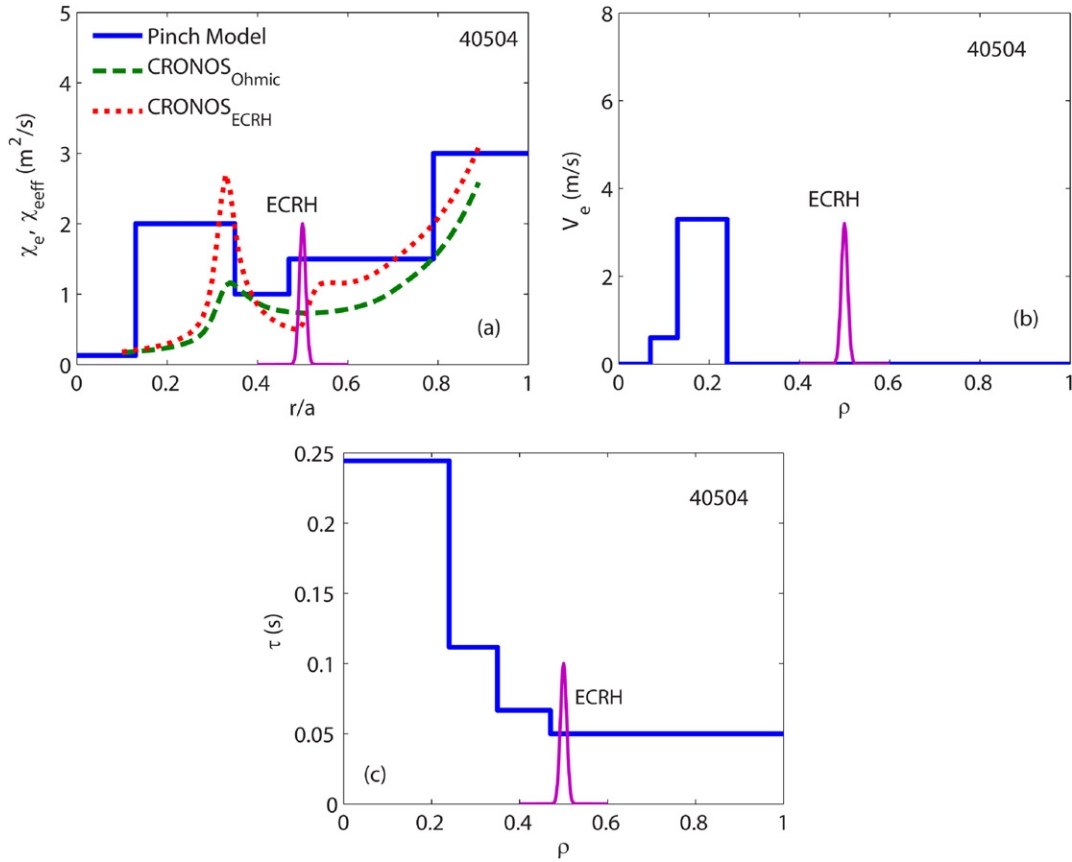 5
4
3
2
1
0
χe, χeeff (m²/s)
Pinch Model
CRONOS Ohmic
CRONOS ECRH
40504
ECRH
(a)
0 0.2 0.4 0.6 0.8 1
r/a
8
6
4
2
0
Ve (m/s)
40504
ECRH
(b)
0 0.2 0.4 0.6 0.8 1
ρ
0.25
0.2
0.15
0.1
0.05
0
τ (s)
40504
ECRH
(c)
0 0.2 0.4 0.6 0.8 1
ρ